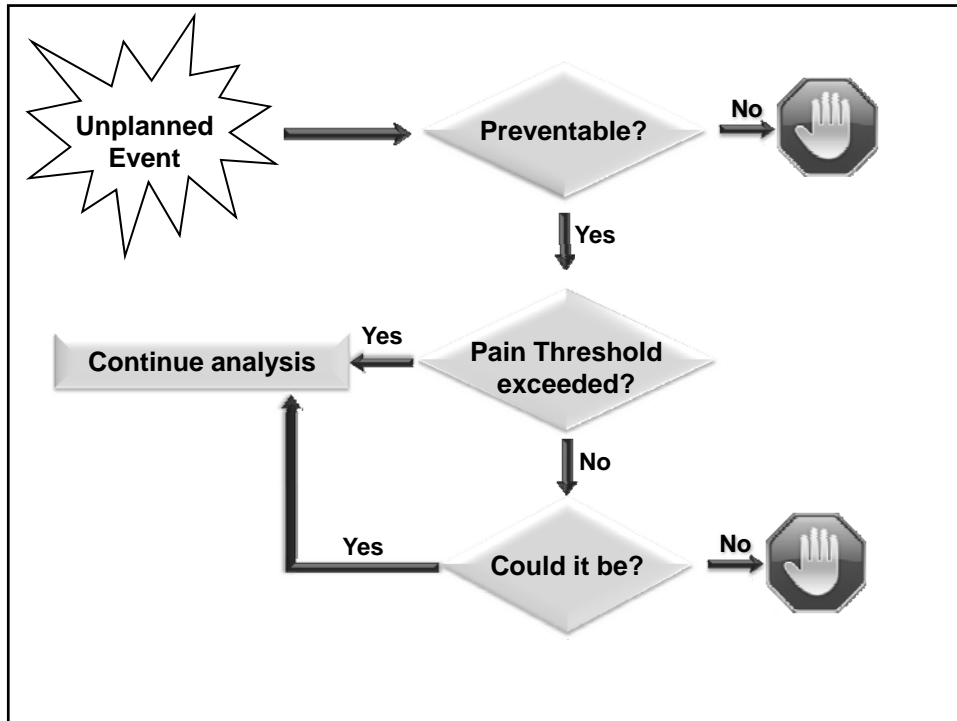 Unplanned
Event
Preventable?
No
Yes
Continue analysis
Yes
Pain Threshold
exceeded?
No
Yes
Could it be?
No